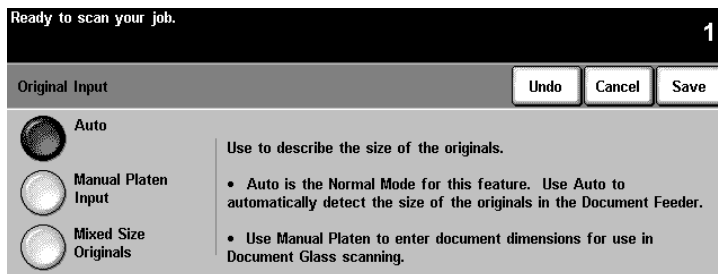 Ready to scan your job.
1
Original Input
Undo
Cancel
Save
Auto
Manual Platen
Input
Mixed Size
Originals
Use to describe the size of the originals.
• Auto is the Normal Mode for this feature. Use Auto to
automatically detect the size of the originals in the Document Feeder.
• Use Manual Platen to enter document dimensions for use in
Document Glass scanning.